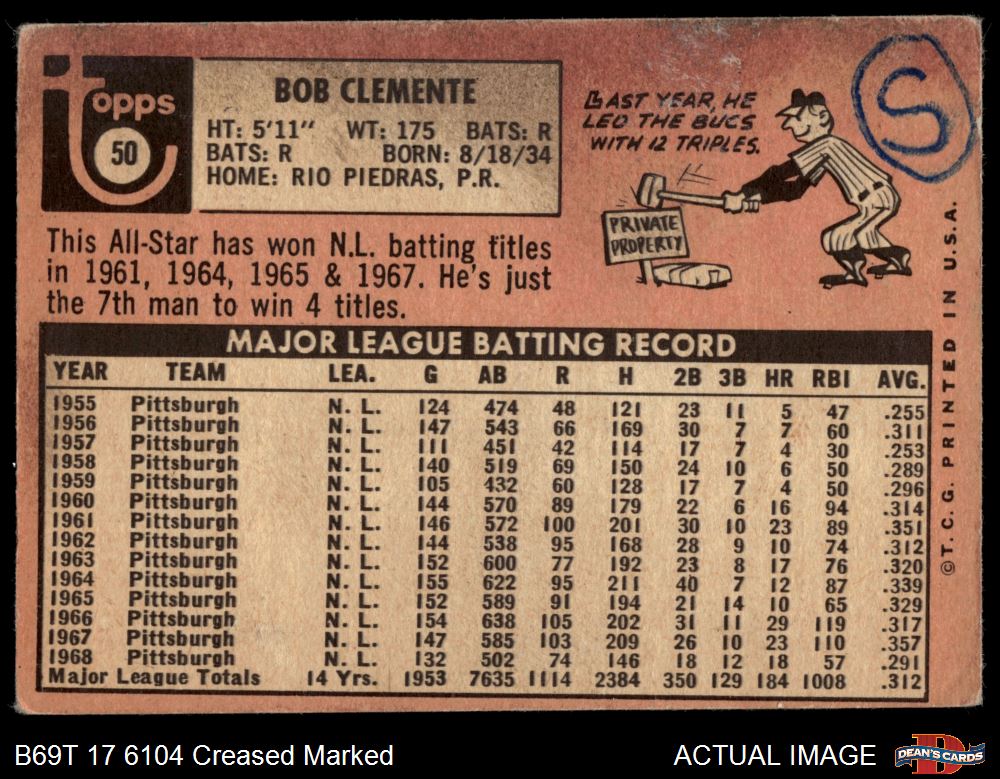 Topps
50
BOB CLEMENTE
HT: 5'11" WT: 175 BATS: R
BATS: R BORN: 8/18/34
HOME: RIO PIEDRAS, P.R.
LAST YEAR, HE
LED THE BUCS
WITH 12 TRIPLES.
PRIVATE
PROPERTY
S
This All-Star has won N.L. batting titles
in 1961, 1964, 1965 & 1967. He's just
the 7th man to win 4 titles.
MAJOR LEAGUE BATTING RECORD
YEAR TEAM LEA. G AB R H 2B 3B HR RBI AVG.
1955 Pittsburgh N. L. 124 474 48 121 23 11 5 47 .255
1956 Pittsburgh N. L. 147 543 66 169 30 7 7 60 .311
1957 Pittsburgh N. L. 111 451 42 114 17 7 4 30 .253
1958 Pittsburgh N. L. 140 519 69 150 24 10 6 50 .289
1959 Pittsburgh N. L. 105 432 60 128 17 7 4 50 .296
1960 Pittsburgh N. L. 144 570 89 179 22 6 16 94 .314
1961 Pittsburgh N. L. 146 572 100 201 30 10 23 89 .351
1962 Pittsburgh N. L. 144 538 95 168 28 9 10 74 .312
1963 Pittsburgh N. L. 152 600 77 192 23 8 17 76 .320
1964 Pittsburgh N. L. 155 622 95 211 40 7 12 87 .339
1965 Pittsburgh N. L. 152 589 91 194 21 14 10 65 .329
1966 Pittsburgh N. L. 154 638 105 202 31 11 29 119 .317
1967 Pittsburgh N. L. 147 585 103 209 26 10 23 110 .357
1968 Pittsburgh N. L. 132 502 74 146 18 12 18 57 .291
Major League Totals 14 Yrs. 1953 7635 1114 2384 350 129 184 1008 .312
©T. C. G. PRINTED IN U.S.A.
B69T 17 6104 Creased Marked
ACTUAL IMAGE
D
DEAN'S CARDS